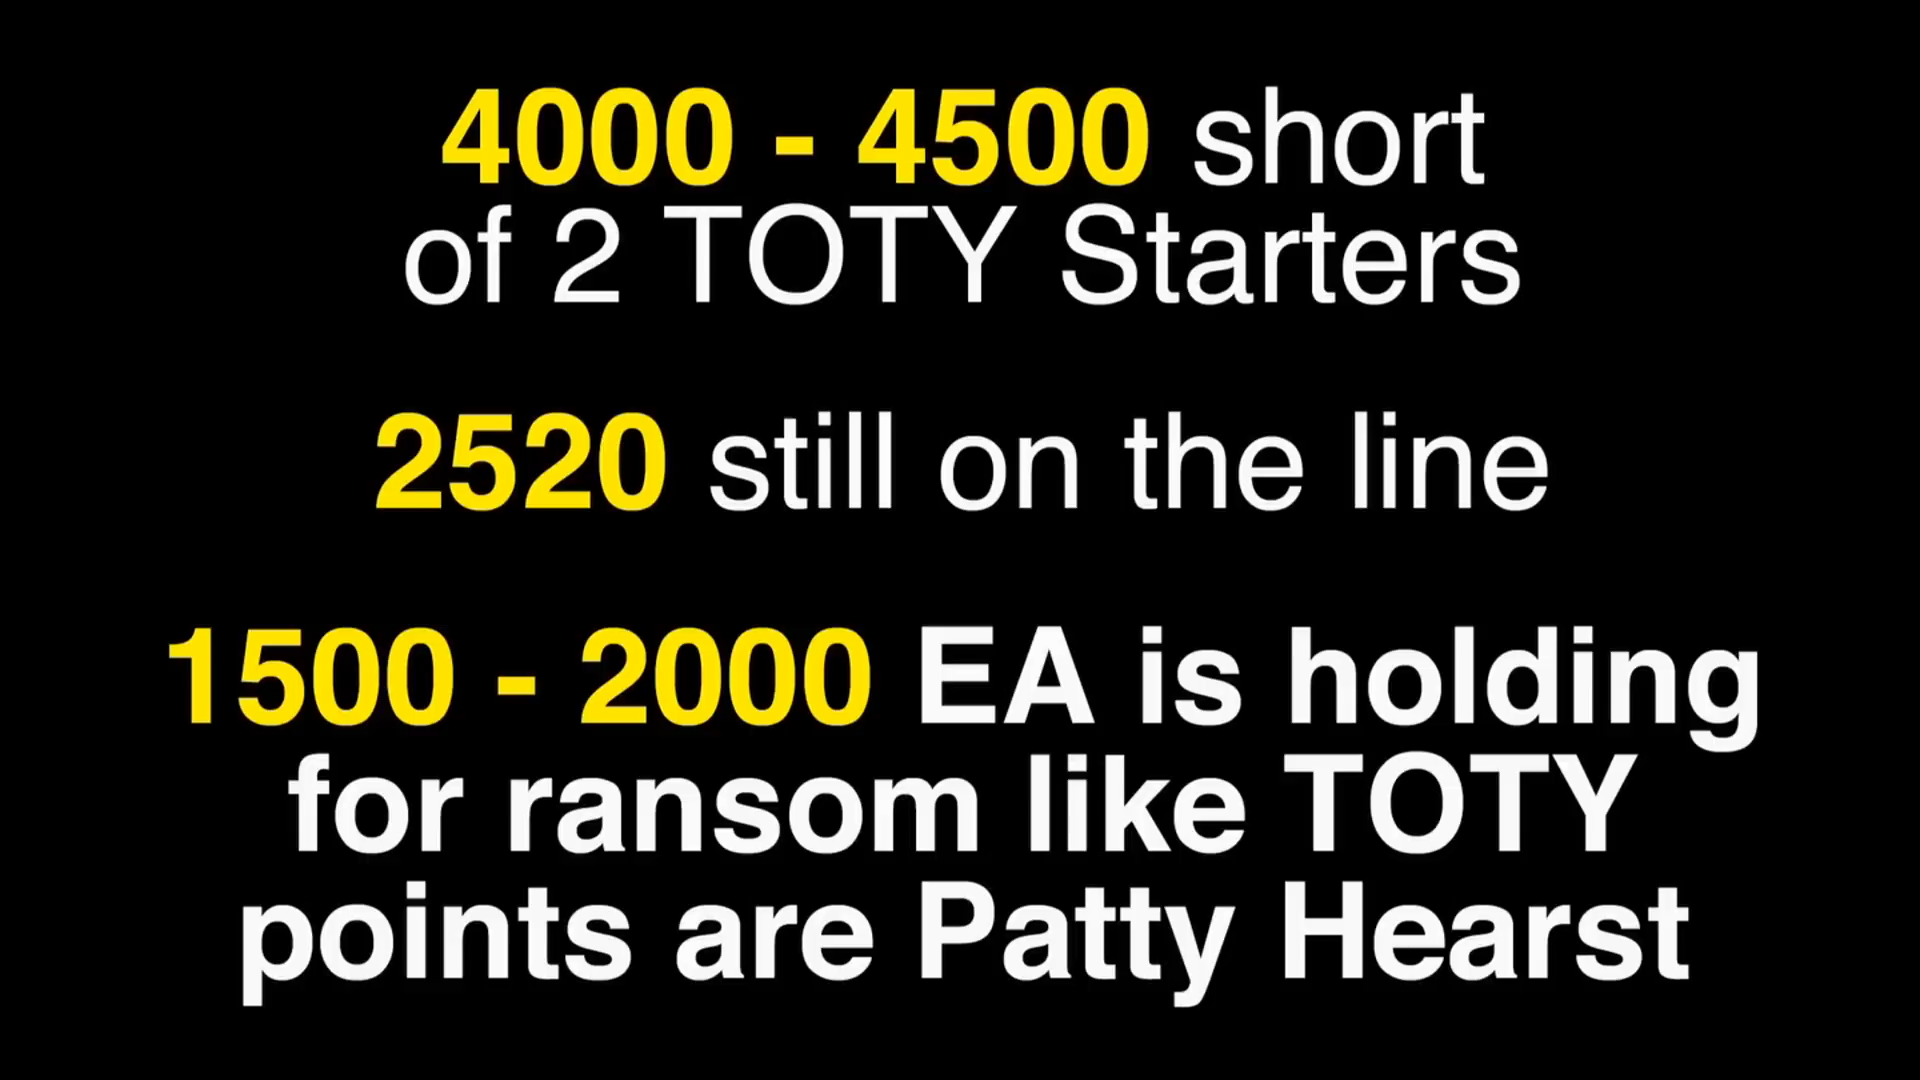 4000 - 4500 short
of 2 TOTY Starters
2520 still on the line
1500 - 2000 EA is holding
for ransom like TOTY
points are Patty Hearst